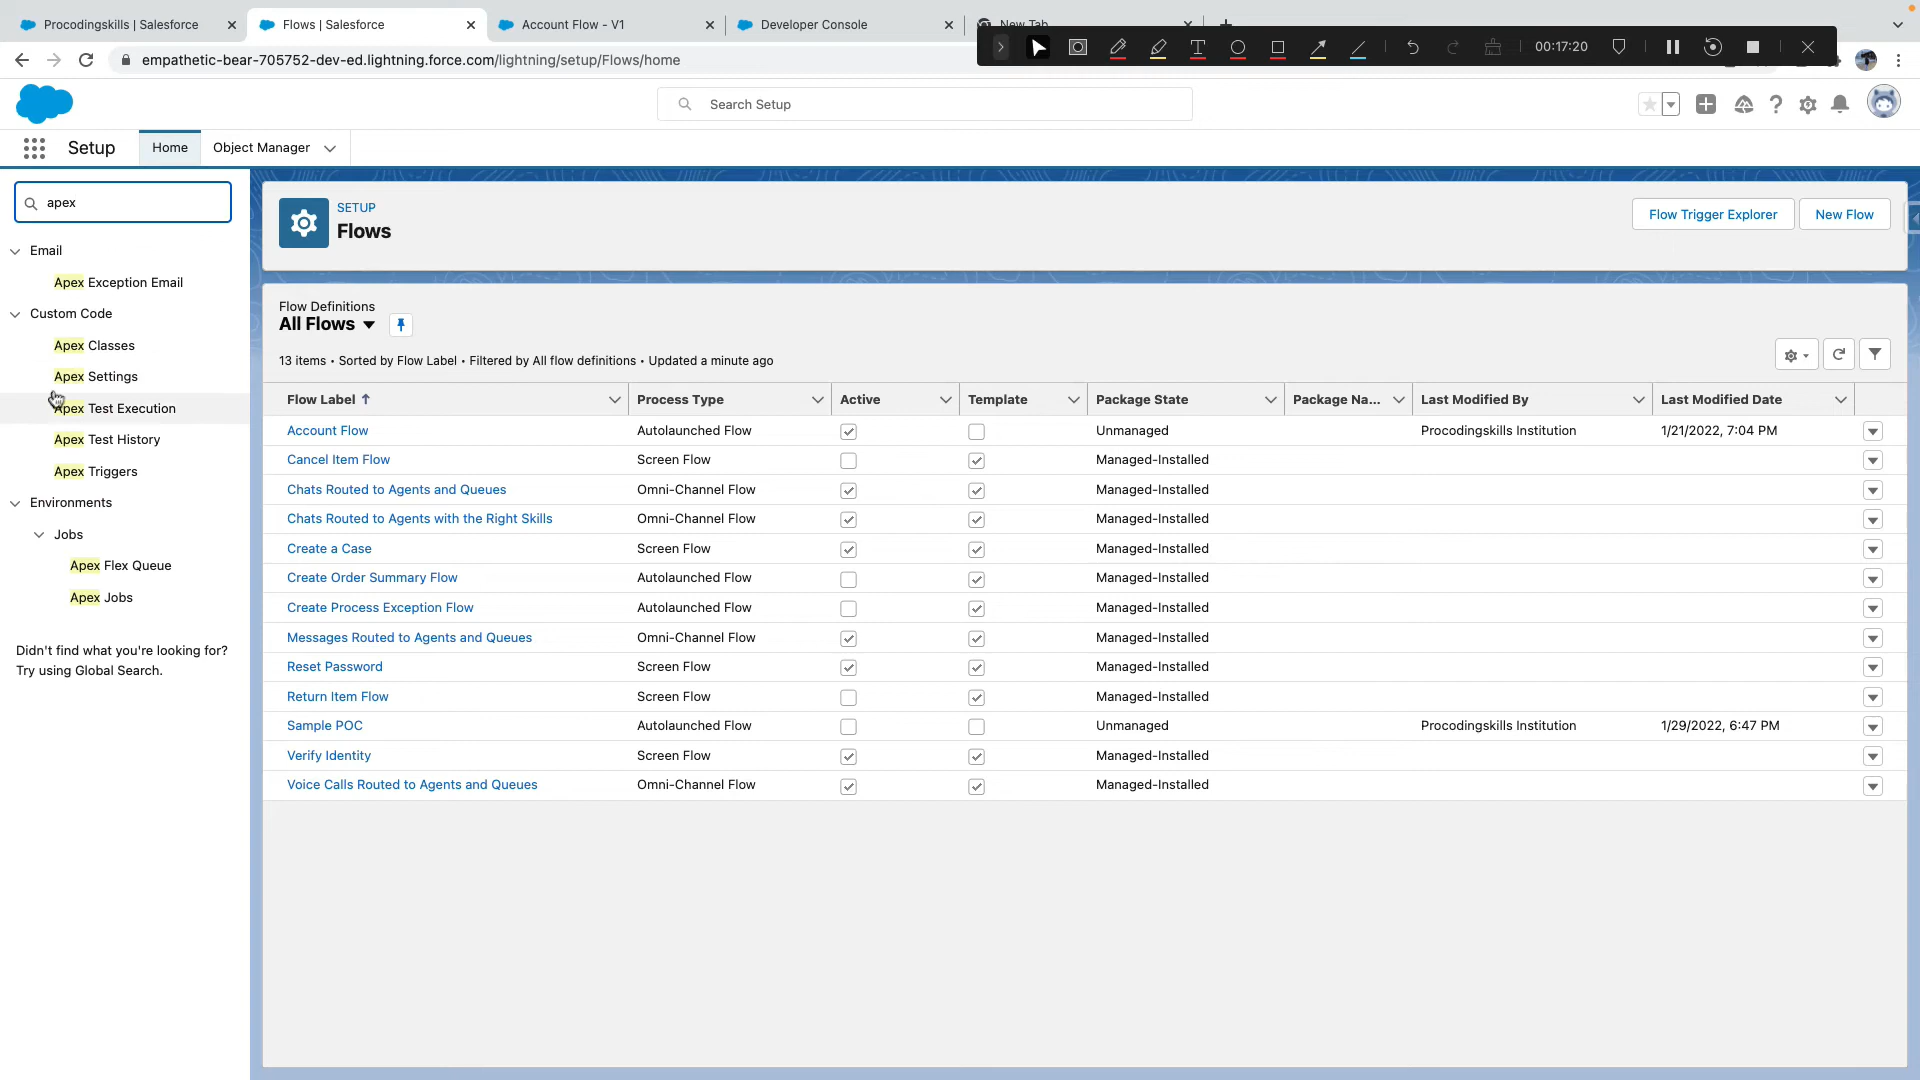 Procodingskills | Salesforce
Flows | Salesforce
Account Flow - V1
Developer Console
New Tab
00:17:20
empathetic-bear-705752-dev-ed.lightning.force.com/lightning/setup/Flows/home
Search Setup
Setup
Home
Object Manager
apex
Email
Apex Exception Email
Custom Code
Apex Classes
Apex Settings
Apex Test Execution
Apex Test History
Apex Triggers
Environments
Jobs
Apex Flex Queue
Apex Jobs
Didn't find what you're looking for?
Try using Global Search.
SETUP
Flows
Flow Trigger Explorer
New Flow
Flow Definitions
All Flows
13 items • Sorted by Flow Label • Filtered by All flow definitions • Updated a minute ago
Flow Label Process Type Active Template Package State Package Na... Last Modified By Last Modified Date
Account Flow Autolaunched Flow Unmanaged Procodingskills Institution 1/21/2022, 7:04 PM
Cancel Item Flow Screen Flow Managed-Installed
Chats Routed to Agents and Queues Omni-Channel Flow Managed-Installed
Chats Routed to Agents with the Right Skills Omni-Channel Flow Managed-Installed
Create a Case Screen Flow Managed-Installed
Create Order Summary Flow Autolaunched Flow Managed-Installed
Create Process Exception Flow Autolaunched Flow Managed-Installed
Messages Routed to Agents and Queues Omni-Channel Flow Managed-Installed
Reset Password Screen Flow Managed-Installed
Return Item Flow Screen Flow Managed-Installed
Sample POC Autolaunched Flow Unmanaged Procodingskills Institution 1/29/2022, 6:47 PM
Verify Identity Screen Flow Managed-Installed
Voice Calls Routed to Agents and Queues Omni-Channel Flow Managed-Installed